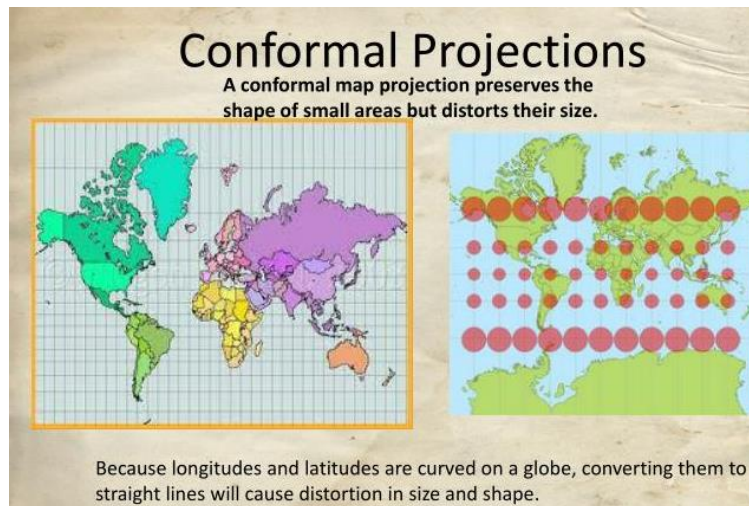 Conformal Projections
A conformal map projection preserves the
shape of small areas but distorts their size.
Because longitudes and latitudes are curved on a globe, converting them to
straight lines will cause distortion in size and shape.